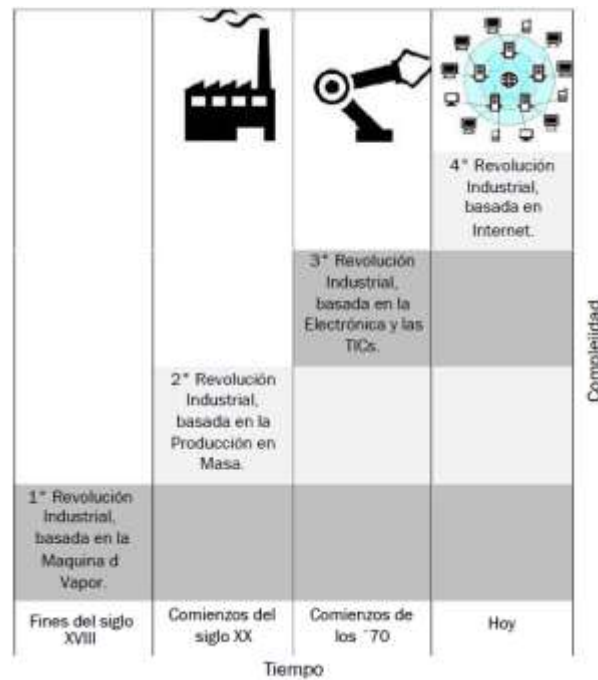 4° Revolución
Industrial,
basada en
Internet.
3° Revolución
Industrial,
basada en la
Electrónica y las
TICs.
2° Revolución
Industrial,
basada en la
Producción en
Masa.
1° Revolución
Industrial,
basada en la
Maquina d
Vapor.
Fines del siglo
XVIII
Comienzos del
siglo XX
Comienzos de
los ´70
Hoy
Tiempo
Complejidad